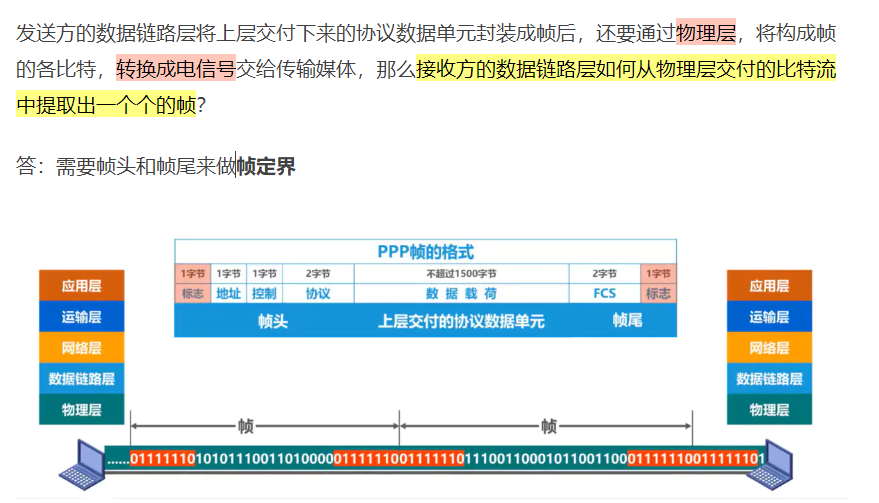 发送方的数据链路层将上层交付下来的协议数据单元封装成帧后，还要通过物理层，将构成帧
的各比特，转换成电信号交给传输媒体，那么接收方的数据链路层如何从物理层交付的比特流
中提取出一个个的帧？
答：需要帧头和帧尾来做帧定界
PPP帧的格式
1字节 1字节 1字节 2字节 不超过1500字节 2字节 1字节
标志 地址 控制 协议 数据载荷 FCS 标志
帧头 上层交付的协议数据单元 帧尾
应用层 应用层
运输层 运输层
网络层 网络层
数据链路层 数据链路层
物理层 物理层
帧 帧
......0111111010101110011010000011111100111111011100110001011001100011111100111111101